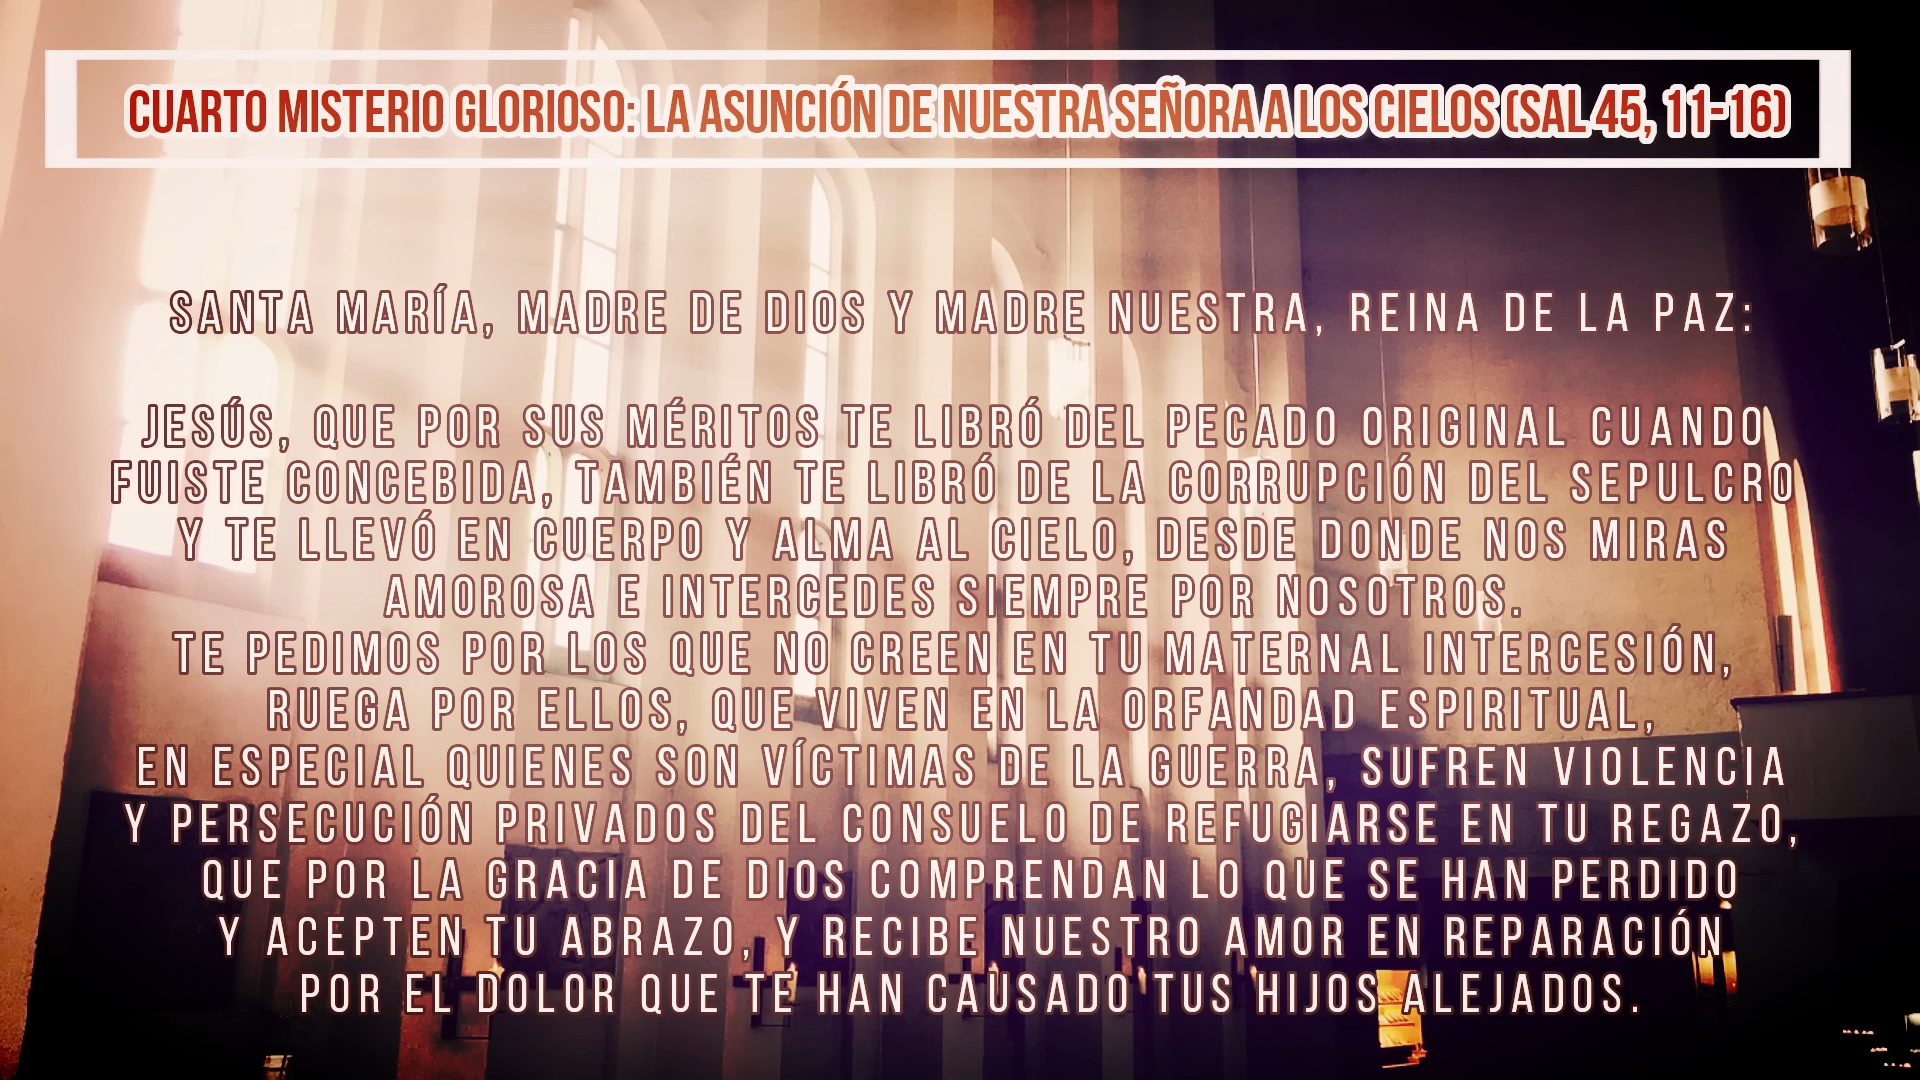 CUARTO MISTERIO GLORIOSO: LA ASUNCIÓN DE NUESTRA SEÑORA A LOS CIELOS (SAL 45, 11-16)
SANTA MARÍA, MADRE DE DIOS Y MADRE NUESTRA, REINA DE LA PAZ:
JESÚS, QUE POR SUS MÉRITOS TE LIBRÓ DEL PECADO ORIGINAL CUANDO
FUISTE CONCEBIDA, TAMBIÉN TE LIBRÓ DE LA CORRUPCIÓN DEL SEPULCRO
Y TE LLEVÓ EN CUERPO Y ALMA AL CIELO, DESDE DONDE NOS MIRAS
AMOROSA E INTERCEDES SIEMPRE POR NOSOTROS.
TE PEDIMOS POR LOS QUE NO CREEN EN TU MATERNAL INTERCESIÓN,
RUEGA POR ELLOS, QUE VIVEN EN LA ORFANDAD ESPIRITUAL,
EN ESPECIAL QUIENES SON VÍCTIMAS DE LA GUERRA, SUFREN VIOLENCIA
Y PERSECUCIÓN PRIVADOS DEL CONSUELO DE REFUGIARSE EN TU REGAZO,
QUE POR LA GRACIA DE DIOS COMPRENDAN LO QUE SE HAN PERDIDO
Y ACEPTEN TU ABRAZO, Y RECIBE NUESTRO AMOR EN REPARACIÓN
POR EL DOLOR QUE TE HAN CAUSADO TUS HIJOS ALEJADOS.